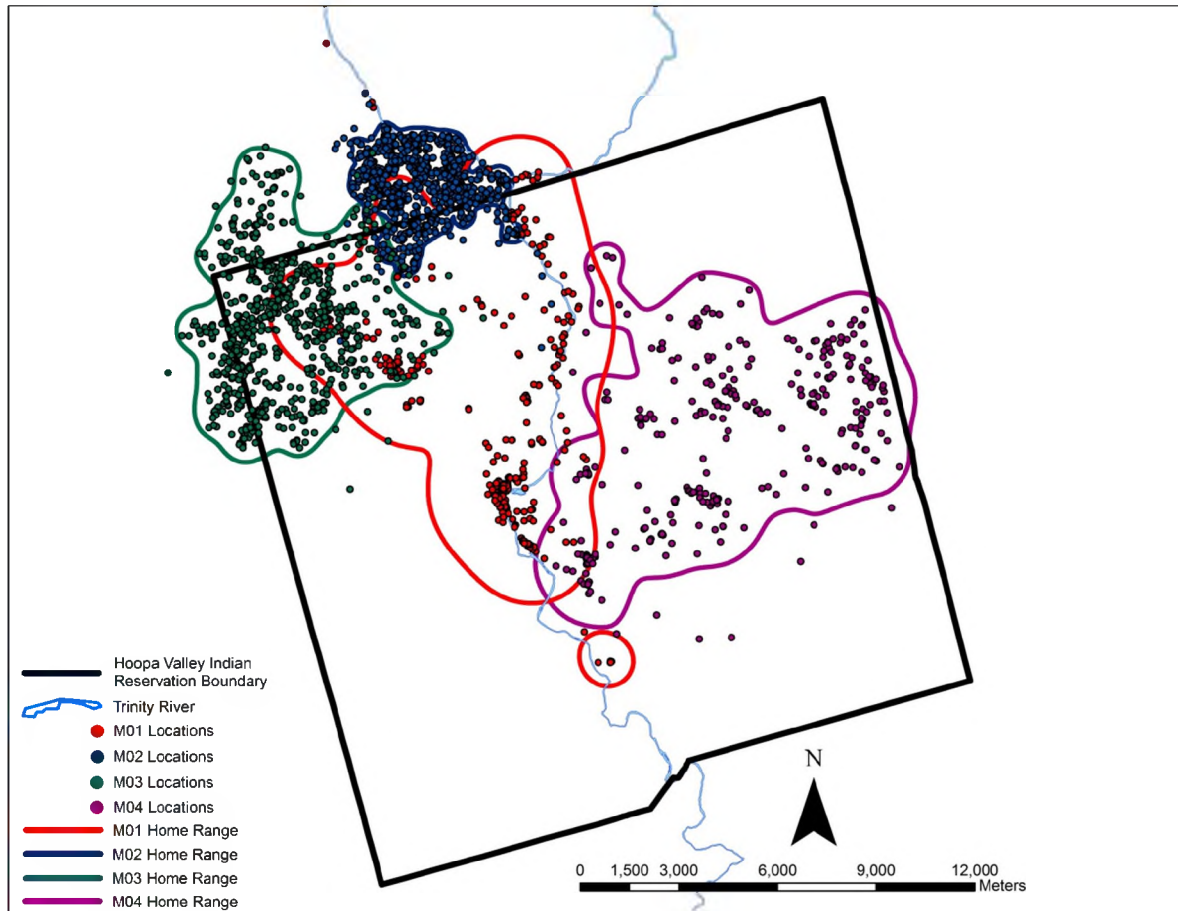 Hoopa Valley Indian
Reservation Boundary
Trinity River
M01 Locations
M02 Locations
M03 Locations
M04 Locations
M01 Home Range
M02 Home Range
M03 Home Range
M04 Home Range
N
0 1,500 3,000 6,000 9,000 12,000
Meters